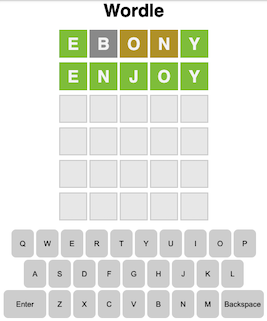 Wordle
E B O N Y
E N J O Y
Q W E R T Y U I O P
A S D F G H J K L
Enter Z X C V B N M Backspace